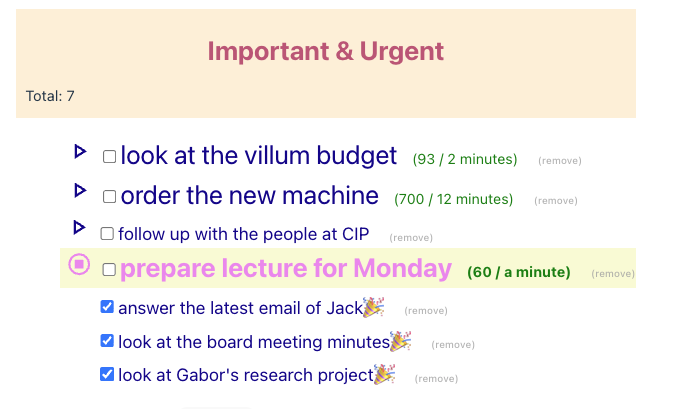 Important & Urgent
Total: 7
look at the villum budget (93 / 2 minutes) (remove)
order the new machine (700 / 12 minutes) (remove)
follow up with the people at CIP (remove)
prepare lecture for Monday (60 / a minute) (remove)
answer the latest email of Jack🎉 (remove)
look at the board meeting minutes🎉 (remove)
look at Gabor's research project🎉 (remove)